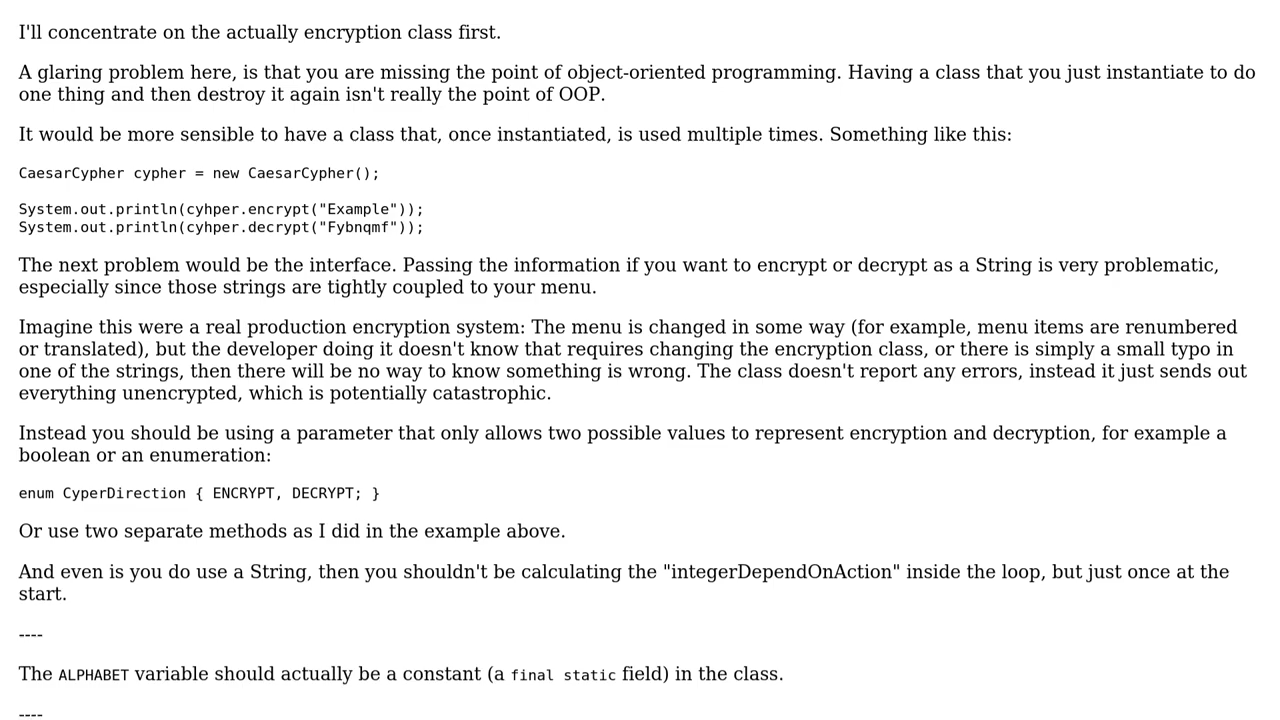 I'll concentrate on the actually encryption class first.
A glaring problem here, is that you are missing the point of object-oriented programming. Having a class that you just instantiate to do
one thing and then destroy it again isn't really the point of OOP.
It would be more sensible to have a class that, once instantiated, is used multiple times. Something like this:
CaesarCypher cypher = new CaesarCypher();
System.out.println(cyhper.encrypt("Example"));
System.out.println(cyhper.decrypt("Fybnqmf"));
The next problem would be the interface. Passing the information if you want to encrypt or decrypt as a String is very problematic,
especially since those strings are tightly coupled to your menu.
Imagine this were a real production encryption system: The menu is changed in some way (for example, menu items are renumbered
or translated), but the developer doing it doesn't know that requires changing the encryption class, or there is simply a small typo in
one of the strings, then there will be no way to know something is wrong. The class doesn't report any errors, instead it just sends out
everything unencrypted, which is potentially catastrophic.
Instead you should be using a parameter that only allows two possible values to represent encryption and decryption, for example a
boolean or an enumeration:
enum CyperDirection { ENCRYPT, DECRYPT; }
Or use two separate methods as I did in the example above.
And even is you do use a String, then you shouldn't be calculating the "integerDependOnAction" inside the loop, but just once at the
start.
----
The ALPHABET variable should actually be a constant (a final static field) in the class.
----